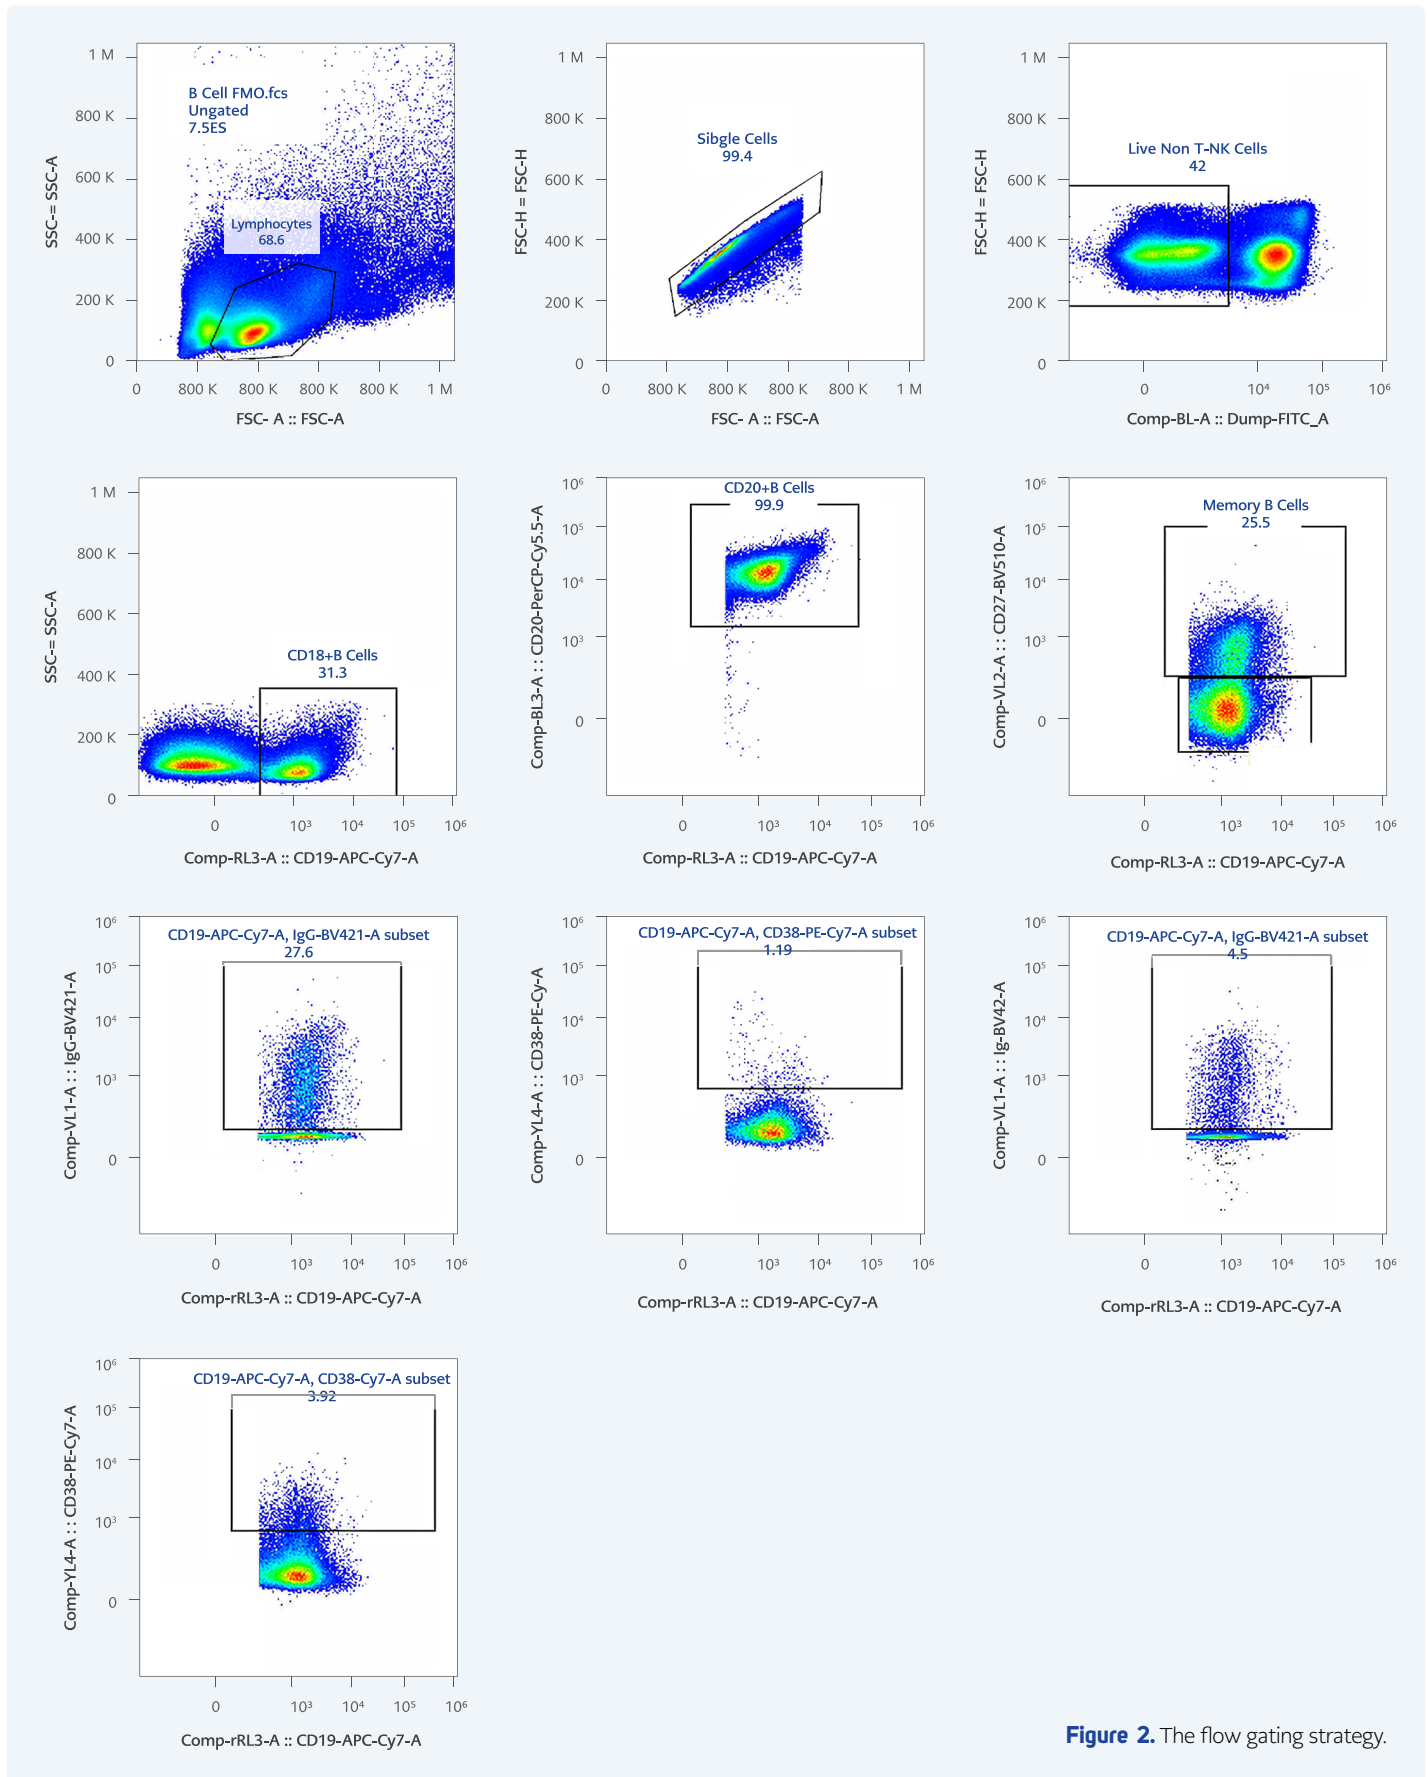 1 M
800 K
600 K
400 K
200 K
0
SSC-= SSC-A
B Cell FMO.fcs
Ungated
7.5ES
Lymphocytes
68.6
0 800 K 800 K 800 K 800 K 1 M
FSC- A :: FSC-A
1 M
800 K
600 K
400 K
200 K
0
FSC-H = FSC-H
Sibgle Cells
99.4
0 800 K 800 K 800 K 1 M
FSC- A :: FSC-A
1 M
800 K
600 K
400 K
200 K
0
FSC-H = FSC-H
Live Non T-NK Cells
42
0 10⁴ 10⁵ 10⁶
Comp-BL-A :: Dump-FITC_A
1 M
800 K
600 K
400 K
200 K
0
SSC-= SSC-A
CD18+B Cells
31.3
0 10³ 10⁴ 10⁵ 10⁶
Comp-RL3-A :: CD19-APC-Cy7-A
10⁶
10⁵
10⁴
10³
0
Comp-BL3-A :: CD20-PerCP-Cy5.5-A
CD20+B Cells
99.9
0 10³ 10⁴ 10⁵ 10⁶
Comp-RL3-A :: CD19-APC-Cy7-A
10⁶
10⁵
10⁴
10³
0
Comp-VL2-A :: CD27-BV510-A
Memory B Cells
25.5
0 10³ 10⁴ 10⁵ 10⁶
Comp-RL3-A :: CD19-APC-Cy7-A
10⁶
10⁵
10⁴
10³
0
Comp-VL1-A :: IgG-BV421-A
CD19-APC-Cy7-A, IgG-BV421-A subset
27.6
0 10³ 10⁴ 10⁵ 10⁶
Comp-rRL3-A :: CD19-APC-Cy7-A
10⁶
10⁵
10⁴
10³
0
Comp-YL4-A :: CD38-PE-Cy-A
CD19-APC-Cy7-A, CD38-PE-Cy7-A subset
1.19
0 10³ 10⁴ 10⁵ 10⁶
Comp-rRL3-A :: CD19-APC-Cy7-A
10⁶
10⁵
10⁴
10³
0
Comp-VL1-A :: Ig-BV42-A
CD19-APC-Cy7-A, IgG-BV421-A subset
4.5
0 10³ 10⁴ 10⁵ 10⁶
Comp-rRL3-A :: CD19-APC-Cy7-A
10⁶
10⁵
10⁴
10³
0
Comp-YL4-A :: CD38-PE-Cy7-A
CD19-APC-Cy7-A, CD38-Cy7-A subset
3.92
0 10³ 10⁴ 10⁵ 10⁶
Comp-rRL3-A :: CD19-APC-Cy7-A
Figure 2. The flow gating strategy.